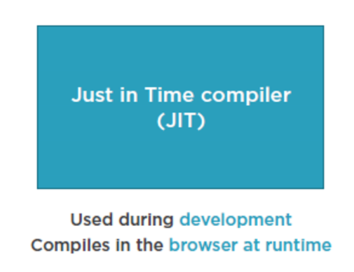 Just in Time compiler
(JIT)
Used during development
Compiles in the browser at runtime